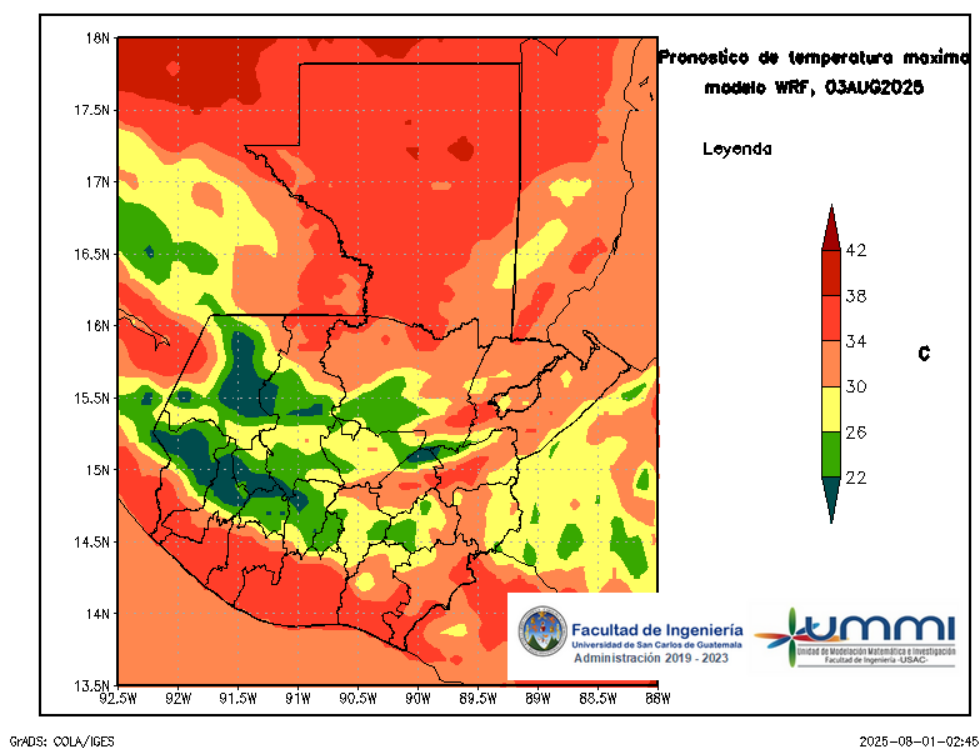 Pronostico de temperatura maxima
modelo WRF, 03AUG2025
Leyenda
18N
17.5N
17N
16.5N
16N
15.5N
15N
14.5N
14N
13.5N
92.5W
92W
91.5W
91W
90.5W
90W
89.5W
89W
88.5W
88W
42
38
34
30
26
22
C
Facultad de Ingeniería
Universidad de San Carlos de Guatemala
Administración 2019 - 2023
ummi
Unidad de Modelación Matemática e Investigación
Facultad de Ingeniería -USAC-
GrADS: COLA/IGES
2025-08-01-02:45